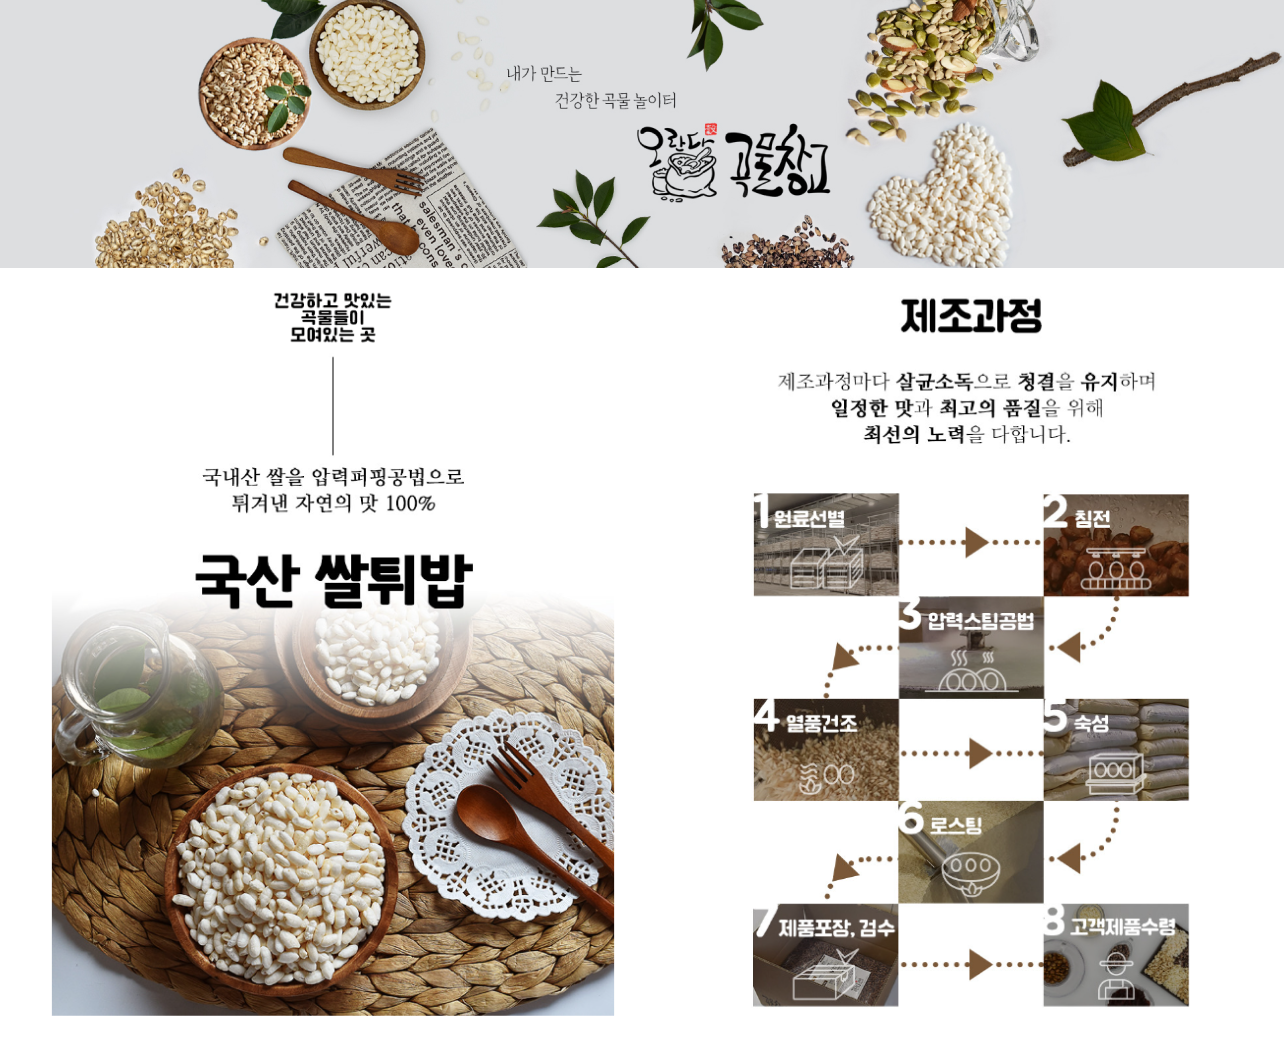 내가 만드는
건강한 곡물 놀이터
오란다 곡물창고
salesman's
even love
건강하고 맛있는
곡물들이
모여있는 곳
국내산 쌀을 압력퍼핑공법으로
튀겨낸 자연의 맛 100%
국산 쌀튀밥
제조과정
제조과정마다 살균소독으로 청결을 유지하며
일정한 맛과 최고의 품질을 위해
최선의 노력을 다합니다.
1 원료선별
2 침전
3 압력스팀공법
4 열풍건조
5 숙성
6 로스팅
7 제품포장, 검수
8 고객제품수령